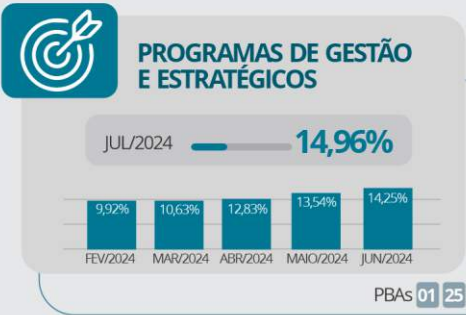 PROGRAMAS DE GESTÃO
E ESTRATÉGICOS
JUL/2024 14,96%
9,92% 10,63% 12,83% 13,54% 14,25%
FEV/2024 MAR/2024 ABR/2024 MAIO/2024 JUN/2024
PBAs 01 25